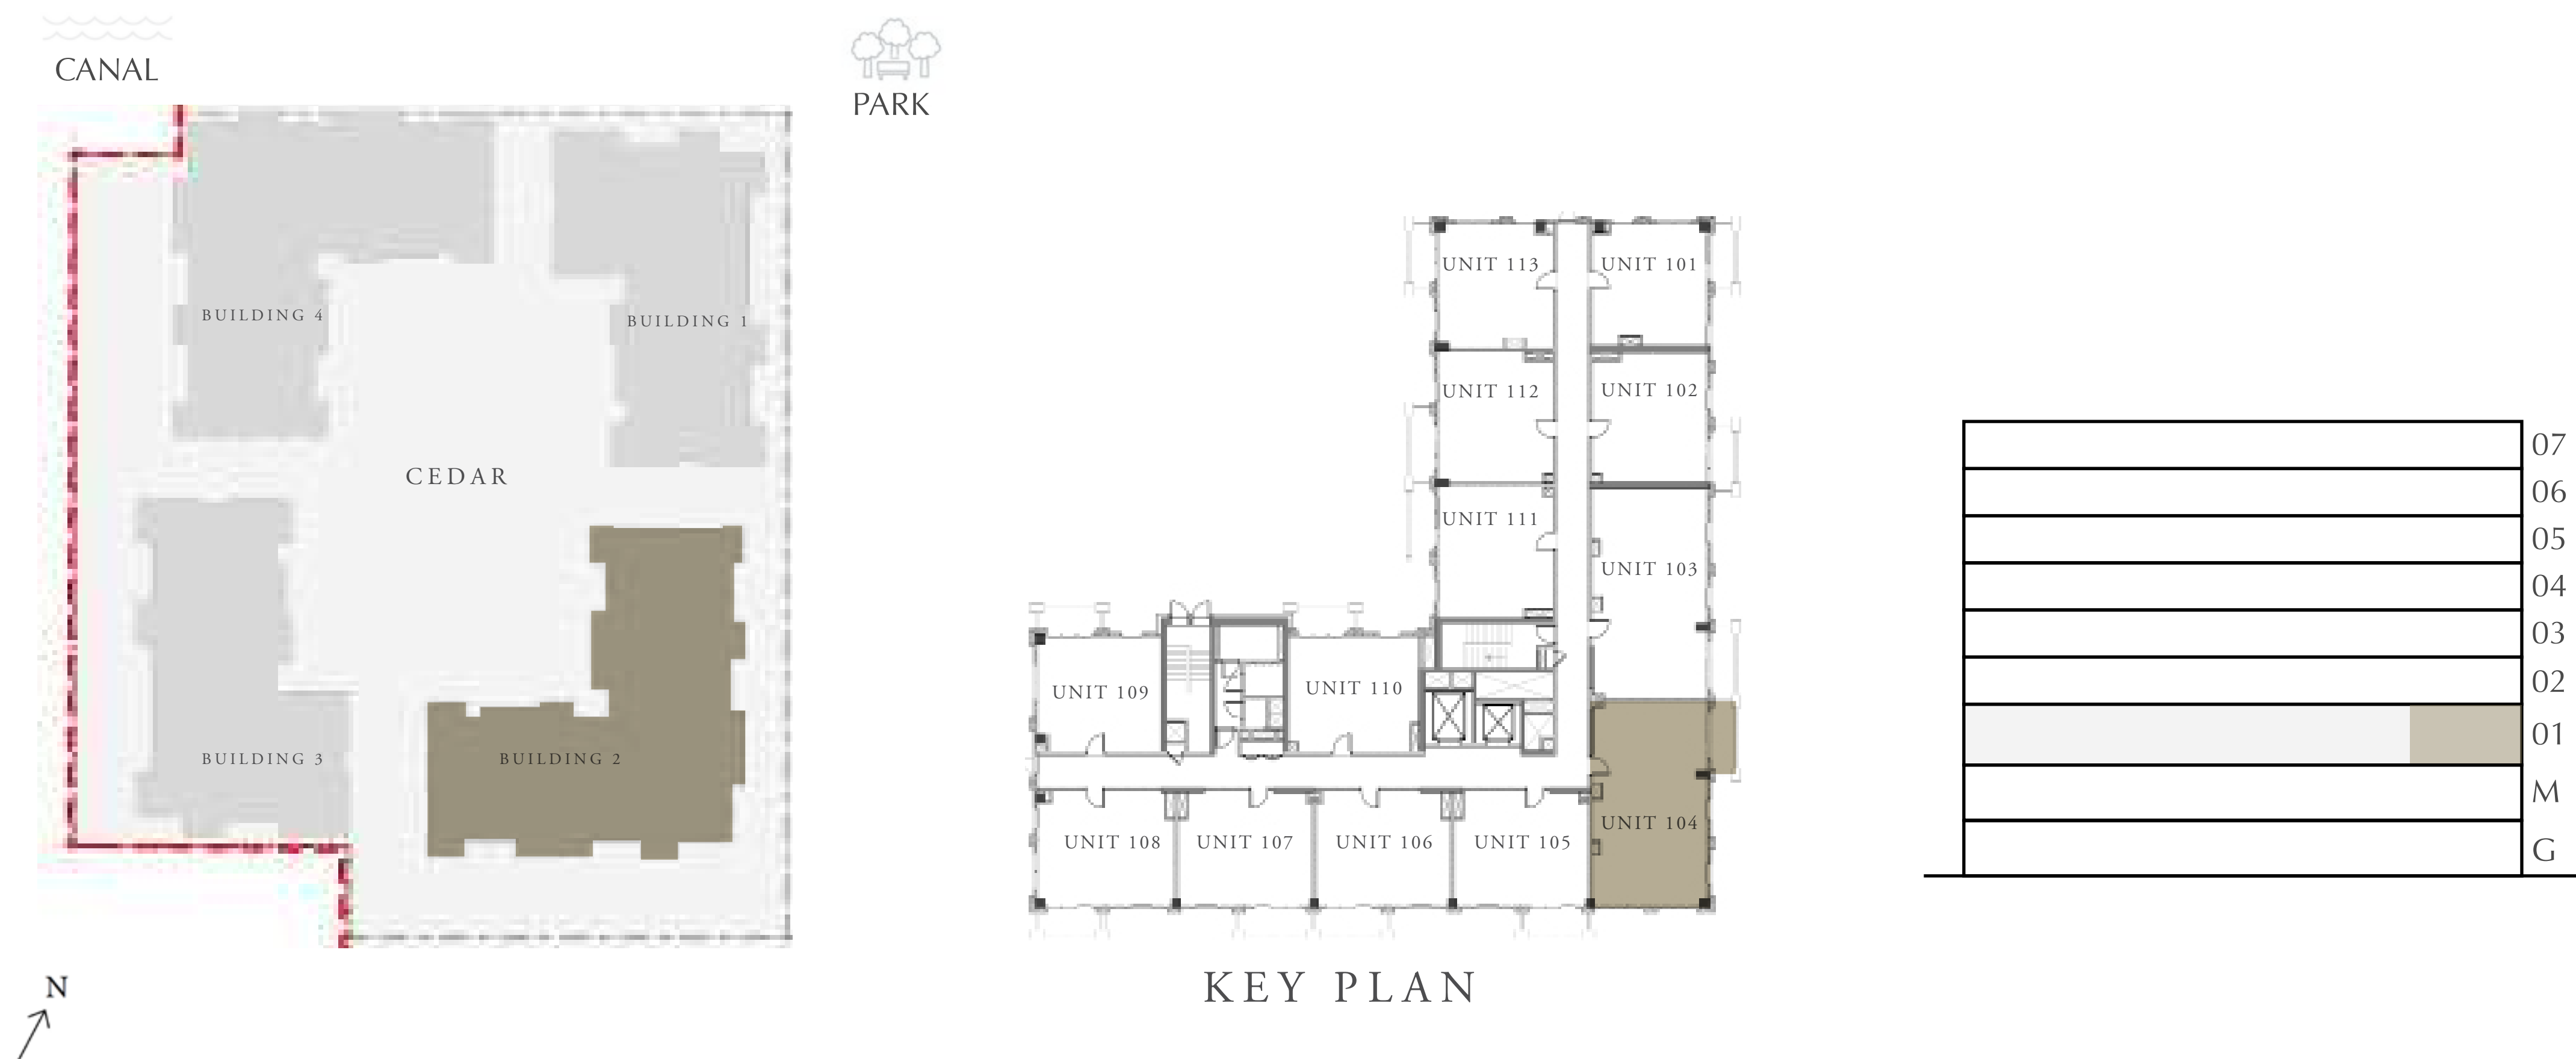 CANAL
PARK
BUILDING 4
BUILDING 1
CEDAR
BUILDING 3
BUILDING 2
N
UNIT 113
UNIT 101
UNIT 112
UNIT 102
UNIT 111
UNIT 103
UNIT 109
UNIT 110
UNIT 104
UNIT 108
UNIT 107
UNIT 106
UNIT 105
KEY PLAN
07
06
05
04
03
02
01
M
G